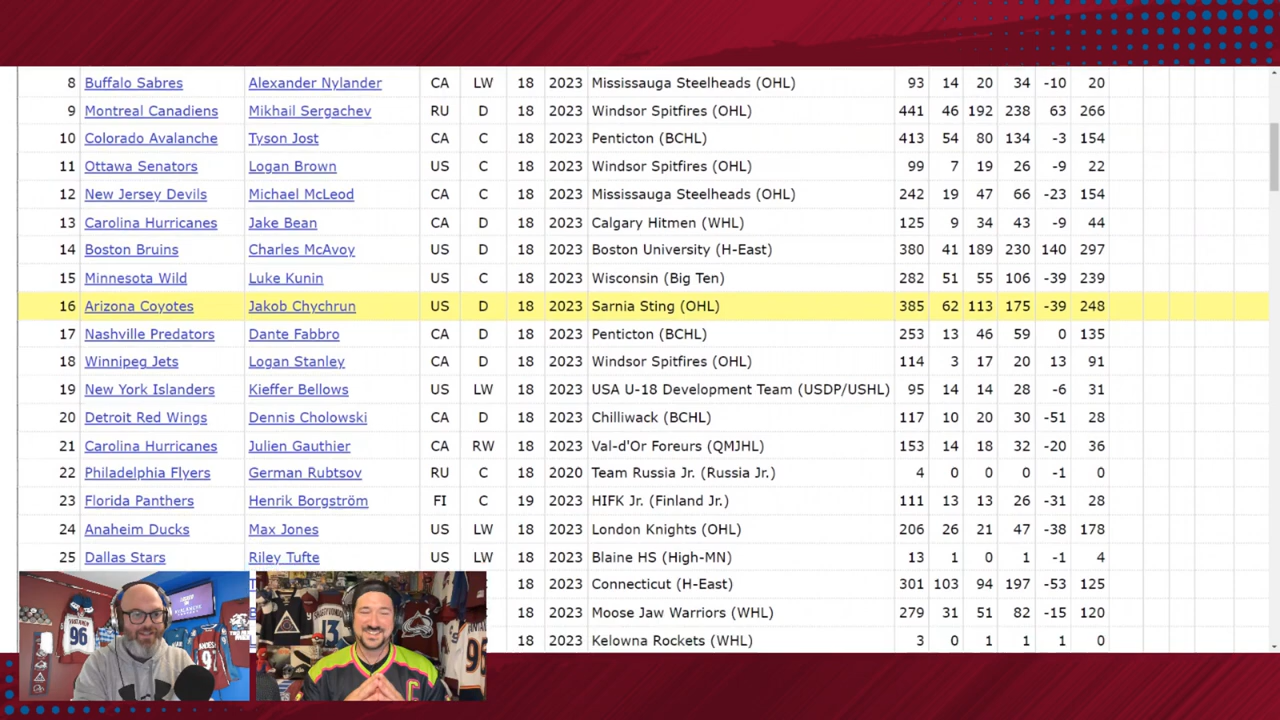 8 Buffalo Sabres Alexander Nylander CA LW 18 2023 Mississauga Steelheads (OHL) 93 14 20 34 -10 20
9 Montreal Canadiens Mikhail Sergachev RU D 18 2023 Windsor Spitfires (OHL) 441 46 192 238 63 266
10 Colorado Avalanche Tyson Jost CA C 18 2023 Penticton (BCHL) 413 54 80 134 -3 154
11 Ottawa Senators Logan Brown US C 18 2023 Windsor Spitfires (OHL) 99 7 19 26 -9 22
12 New Jersey Devils Michael McLeod CA C 18 2023 Mississauga Steelheads (OHL) 242 19 47 66 -23 154
13 Carolina Hurricanes Jake Bean CA D 18 2023 Calgary Hitmen (WHL) 125 9 34 43 -9 44
14 Boston Bruins Charles McAvoy US D 18 2023 Boston University (H-East) 380 41 189 230 140 297
15 Minnesota Wild Luke Kunin US C 18 2023 Wisconsin (Big Ten) 282 51 55 106 -39 239
16 Arizona Coyotes Jakob Chychrun US D 18 2023 Sarnia Sting (OHL) 385 62 113 175 -39 248
17 Nashville Predators Dante Fabbro CA D 18 2023 Penticton (BCHL) 253 13 46 59 0 135
18 Winnipeg Jets Logan Stanley CA D 18 2023 Windsor Spitfires (OHL) 114 3 17 20 13 91
19 New York Islanders Kieffer Bellows US LW 18 2023 USA U-18 Development Team (USDP/USHL) 95 14 14 28 -6 31
20 Detroit Red Wings Dennis Cholowski CA D 18 2023 Chilliwack (BCHL) 117 10 20 30 -51 28
21 Carolina Hurricanes Julien Gauthier CA RW 18 2023 Val-d'Or Foreurs (QMJHL) 153 14 18 32 -20 36
22 Philadelphia Flyers German Rubtsov RU C 18 2020 Team Russia Jr. (Russia Jr.) 4 0 0 0 -1 0
23 Florida Panthers Henrik Borgström FI C 19 2023 HIFK Jr. (Finland Jr.) 111 13 13 26 -31 28
24 Anaheim Ducks Max Jones US LW 18 2023 London Knights (OHL) 206 26 21 47 -38 178
25 Dallas Stars Riley Tufte US LW 18 2023 Blaine HS (High-MN) 13 1 0 1 -1 4
18 2023 Connecticut (H-East) 301 103 94 197 -53 125
18 2023 Moose Jaw Warriors (WHL) 279 31 51 82 -15 120
18 2023 Kelowna Rockets (WHL) 3 0 1 1 -1 0
96
13